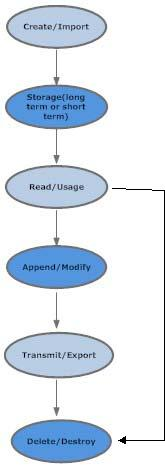 Create/Import
Storage(long
term or short
term)
Read/Usage
Append/Modify
Transmit/Export
Delete/Destroy